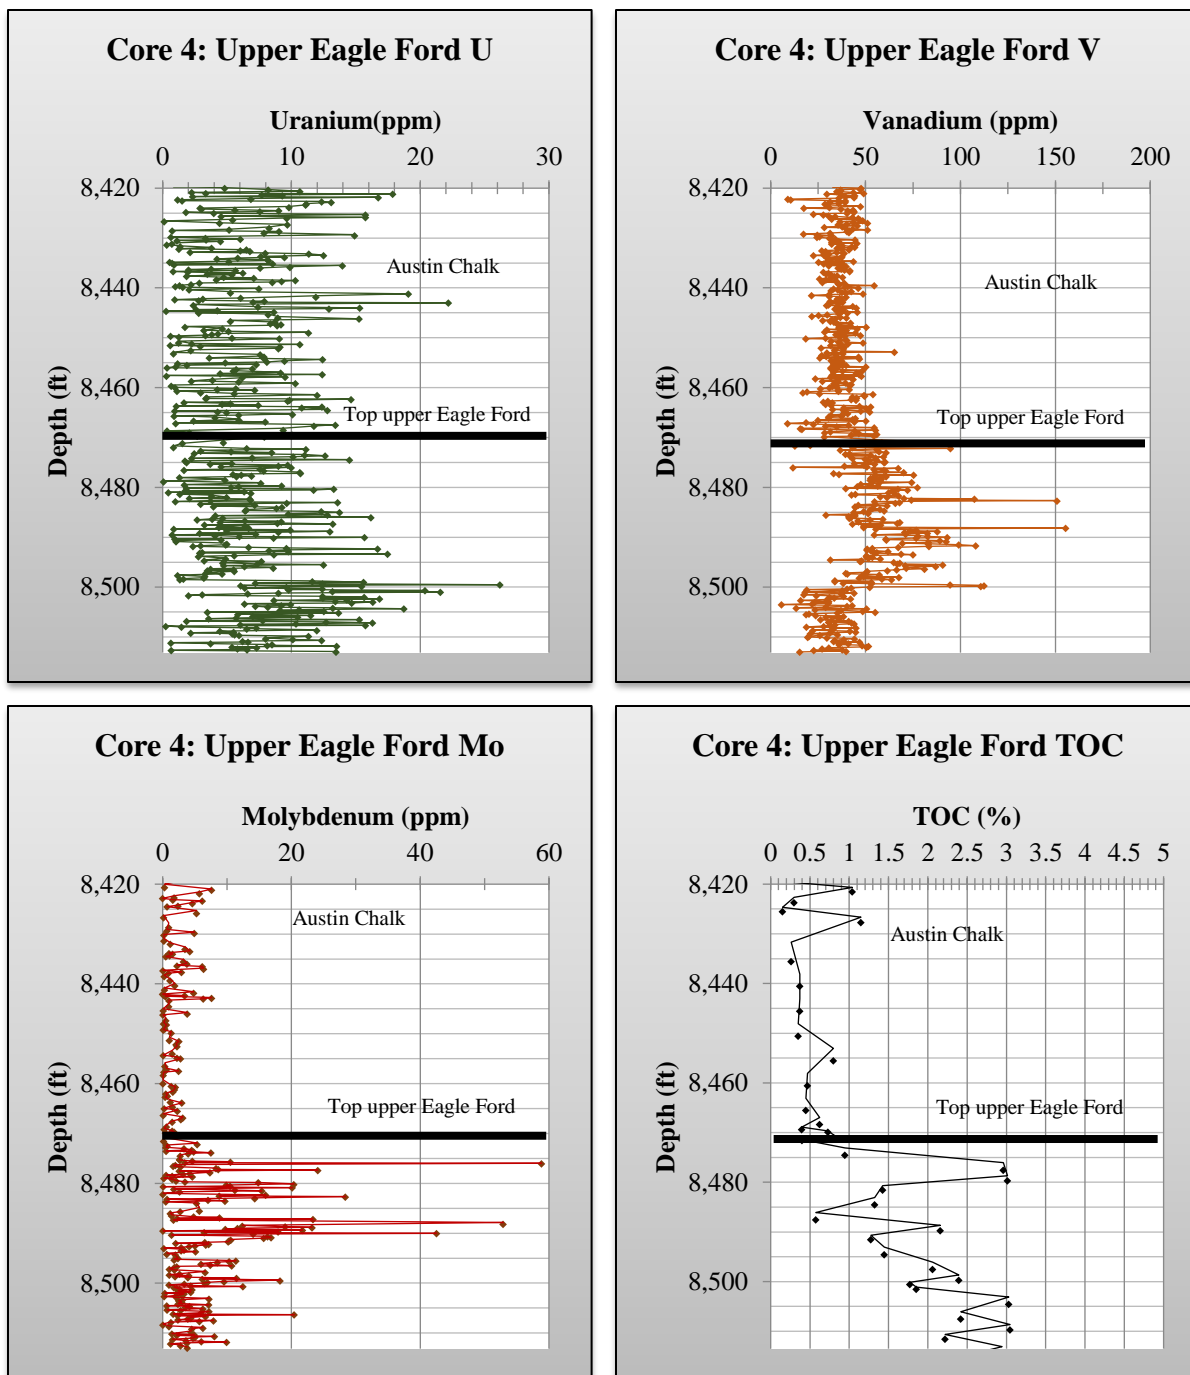 Core 4: Upper Eagle Ford U
Uranium(ppm)
0 10 20 30
8,420
8,440
8,460
8,480
8,500
Depth (ft)
Austin Chalk
Top upper Eagle Ford
Core 4: Upper Eagle Ford V
Vanadium (ppm)
0 50 100 150 200
8,420
8,440
8,460
8,480
8,500
Depth (ft)
Austin Chalk
Top upper Eagle Ford
Core 4: Upper Eagle Ford Mo
Molybdenum (ppm)
0 20 40 60
8,420
8,440
8,460
8,480
8,500
Depth (ft)
Austin Chalk
Top upper Eagle Ford
Core 4: Upper Eagle Ford TOC
TOC (%)
0 0.5 1 1.5 2 2.5 3 3.5 4 4.5 5
8,420
8,440
8,460
8,480
8,500
Depth (ft)
Austin Chalk
Top upper Eagle Ford